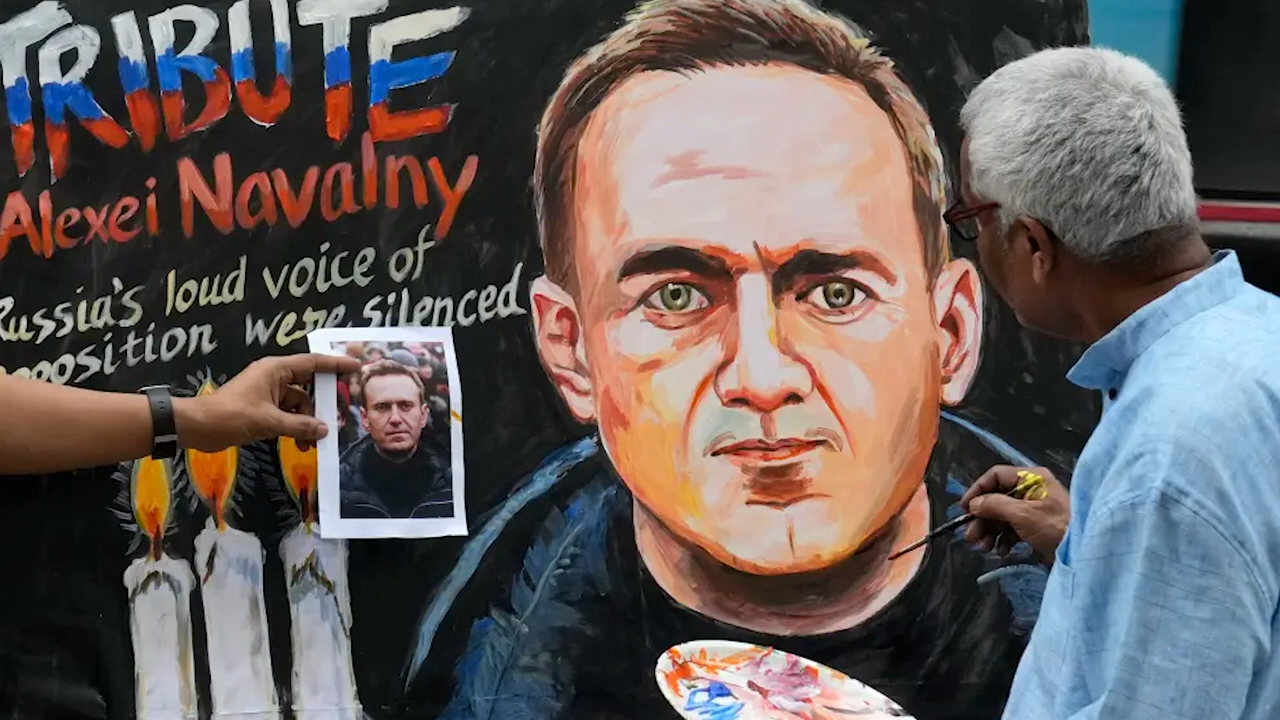 TRIBUTE
Alexei Navalny
Russia's loud voice of
opposition were silenced